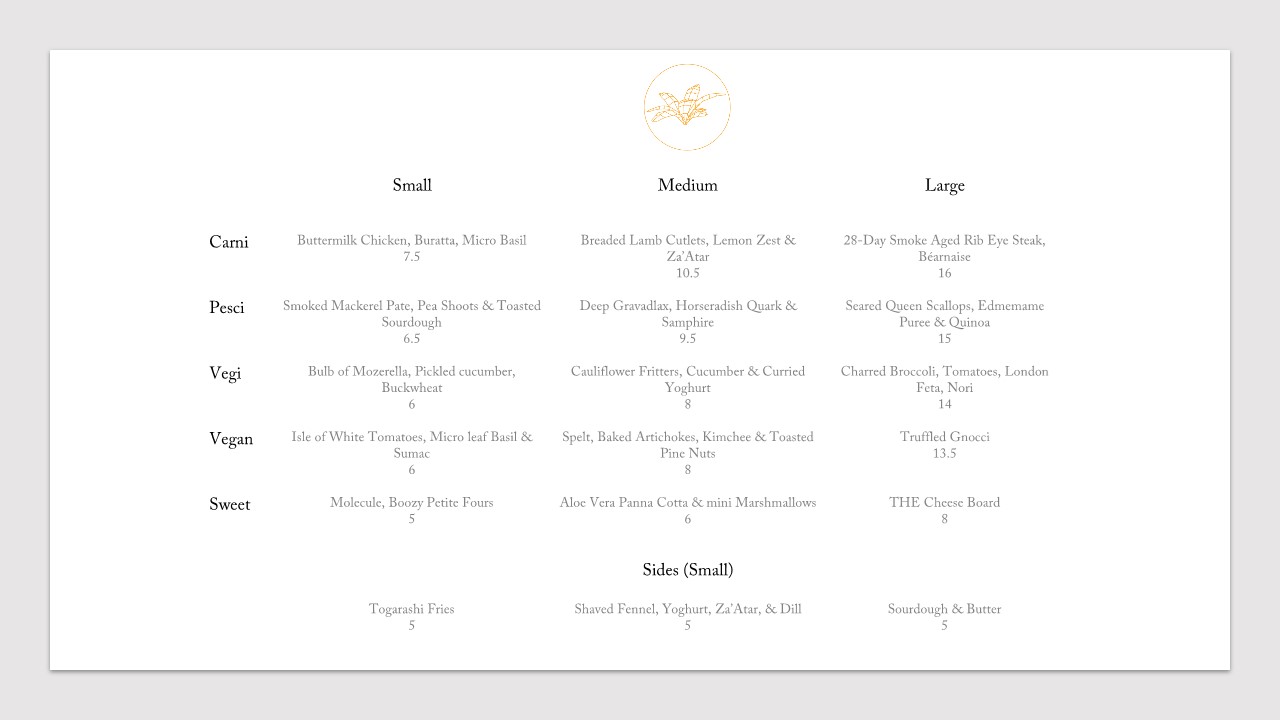 Small
Medium
Large
Carni
Buttermilk Chicken, Buratta, Micro Basil
7.5
Breaded Lamb Cutlets, Lemon Zest &
Za'Atar
10.5
28-Day Smoke Aged Rib Eye Steak,
Béarnaise
16
Pesci
Smoked Mackerel Pate, Pea Shoots & Toasted
Sourdough
6.5
Deep Gravadlax, Horseradish Quark &
Samphire
9.5
Seared Queen Scallops, Edmemame
Puree & Quinoa
15
Vegi
Bulb of Mozerella, Pickled cucumber,
Buckwheat
6
Cauliflower Fritters, Cucumber & Curried
Yoghurt
8
Charred Broccoli, Tomatoes, London
Feta, Nori
14
Vegan
Isle of White Tomatoes, Micro leaf Basil &
Sumac
6
Spelt, Baked Artichokes, Kimchee & Toasted
Pine Nuts
8
Truffled Gnocci
13.5
Sweet
Molecule, Boozy Petite Fours
5
Aloe Vera Panna Cotta & mini Marshmallows
6
THE Cheese Board
8
Sides (Small)
Togarashi Fries
5
Shaved Fennel, Yoghurt, Za'Atar, & Dill
5
Sourdough & Butter
5